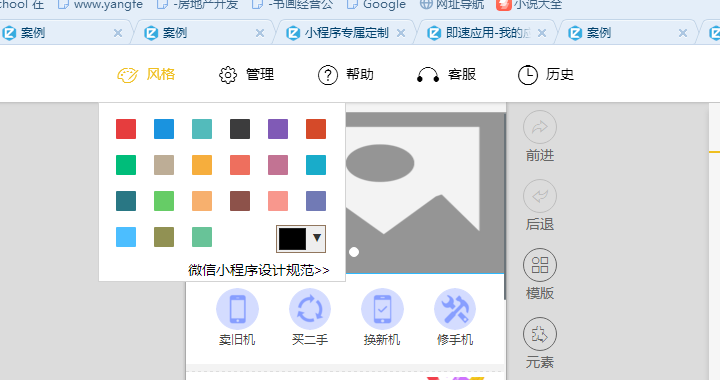 chool 在 www.yangfe -房地产开发 -书画经营公 Google 网址导航 小说大全
案例 案例 小程序专属定制 即速应用-我的应 案例
风格 管理 帮助 客服 历史
前进
后退
模版
元素
微信小程序设计规范>>
卖旧机 买二手 换新机 修手机